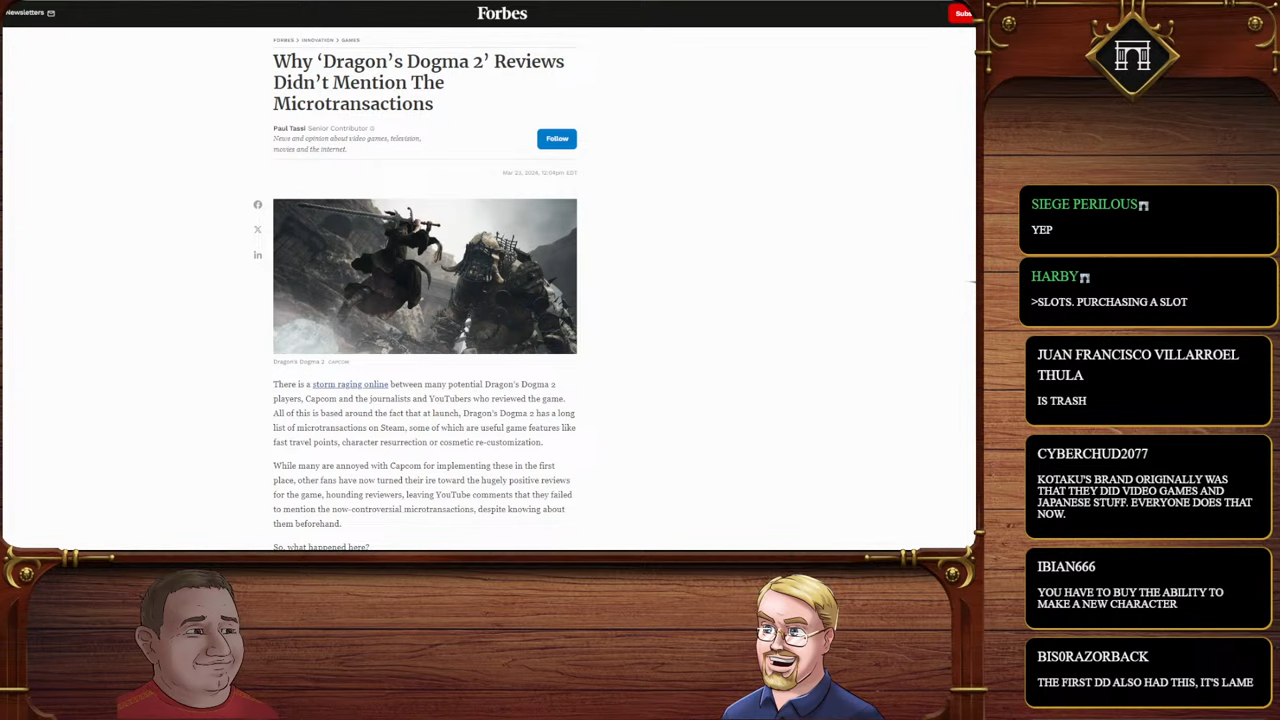 Newsletters
Forbes
Subs
FORBES > INNOVATION > GAMES
Why ‘Dragon’s Dogma 2’ Reviews
Didn’t Mention The
Microtransactions
Paul Tassi Senior Contributor
News and opinion about video games, television,
movies and the internet.
Follow
Mar 23, 2024, 12:04pm EDT
Dragon's Dogma 2 CAPCOM
There is a storm raging online between many potential Dragon's Dogma 2
players, Capcom and the journalists and YouTubers who reviewed the game.
All of this is based around the fact that at launch, Dragon's Dogma 2 has a long
list of microtransactions on Steam, some of which are useful game features like
fast travel points, character resurrection or cosmetic re-customization.
While many are annoyed with Capcom for implementing these in the first
place, other fans have now turned their ire toward the hugely positive reviews
for the game, hounding reviewers, leaving YouTube comments that they failed
to mention the now-controversial microtransactions, despite knowing about
them beforehand.
So, what happened here?
SIEGE PERILOUS
YEP
HARBY
>SLOTS. PURCHASING A SLOT
JUAN FRANCISCO VILLARROEL
THULA
IS TRASH
CYBERCHUD2077
KOTAKU'S BRAND ORIGINALLY WAS
THAT THEY DID VIDEO GAMES AND
JAPANESE STUFF. EVERYONE DOES THAT
NOW.
IBIAN666
YOU HAVE TO BUY THE ABILITY TO
MAKE A NEW CHARACTER
BIS0RAZORBACK
THE FIRST DD ALSO HAD THIS, IT'S LAME